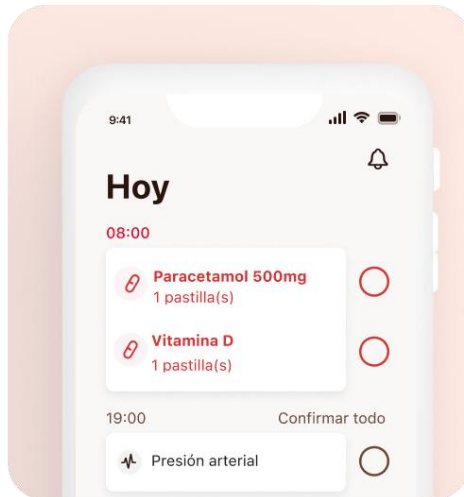 9:41
Hoy
08:00
Paracetamol 500mg
1 pastilla(s)
Vitamina D
1 pastilla(s)
19:00 Confirmar todo
Presión arterial